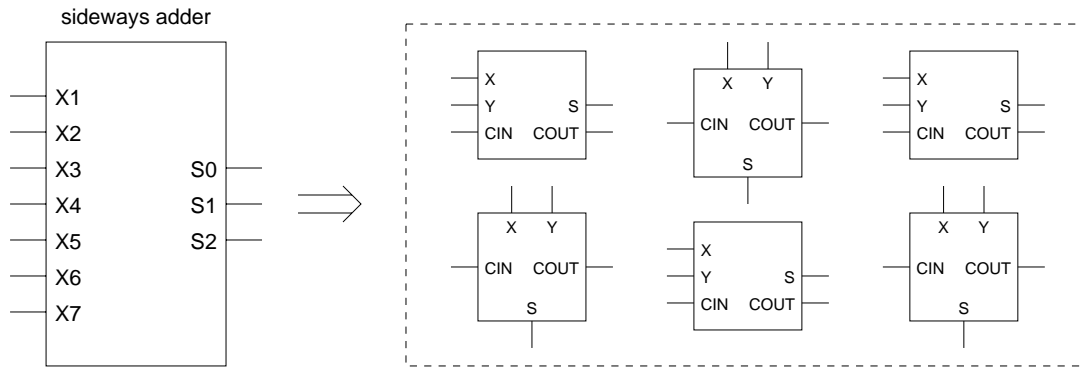 sideways adder
X1
X2
X3
X4
X5
X6
X7
S0
S1
S2
X
Y
CIN
S
COUT
X Y
CIN COUT
S
X
Y
CIN
S
COUT
X Y
CIN COUT
S
X
Y
CIN
S
COUT
X Y
CIN COUT
S